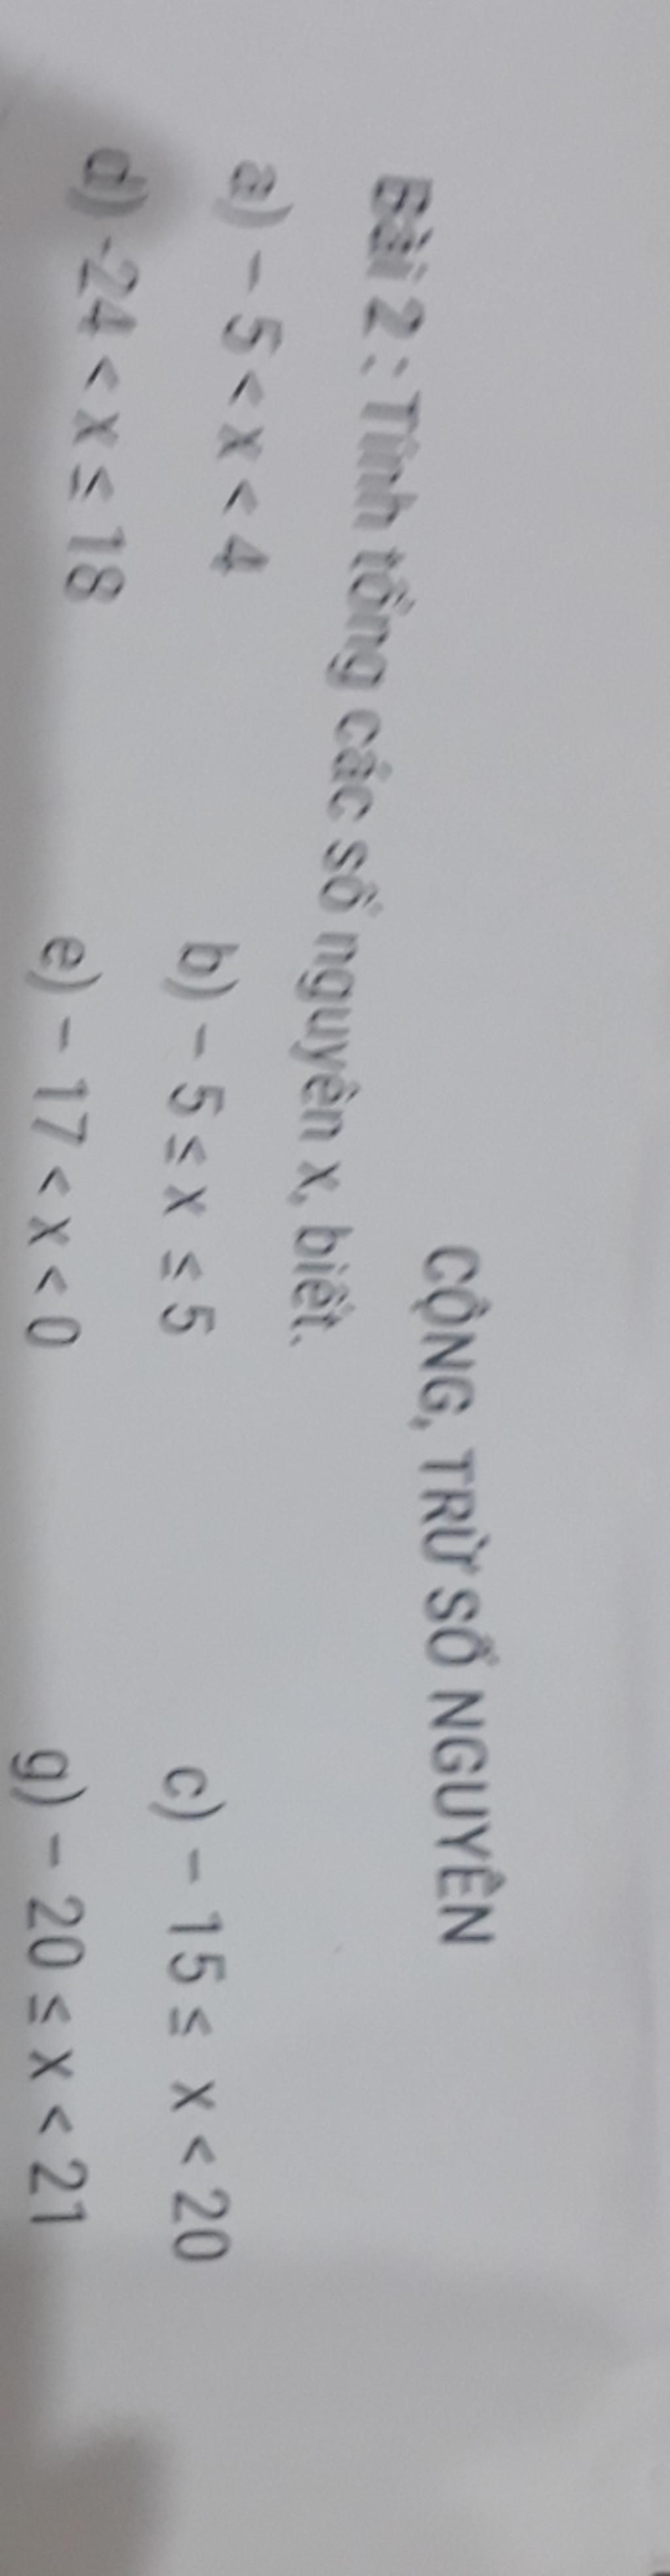 CỘNG, TRỪ SỐ NGUYÊN
Bài 2 : Tính tổng các số nguyên x, biết.
a) – 5 < x < 4 b) – 5 ≤ x ≤ 5 c) – 15 ≤ x < 20
d) -24 < x ≤ 18 e) – 17 < x < 0 g) – 20 ≤ x < 21